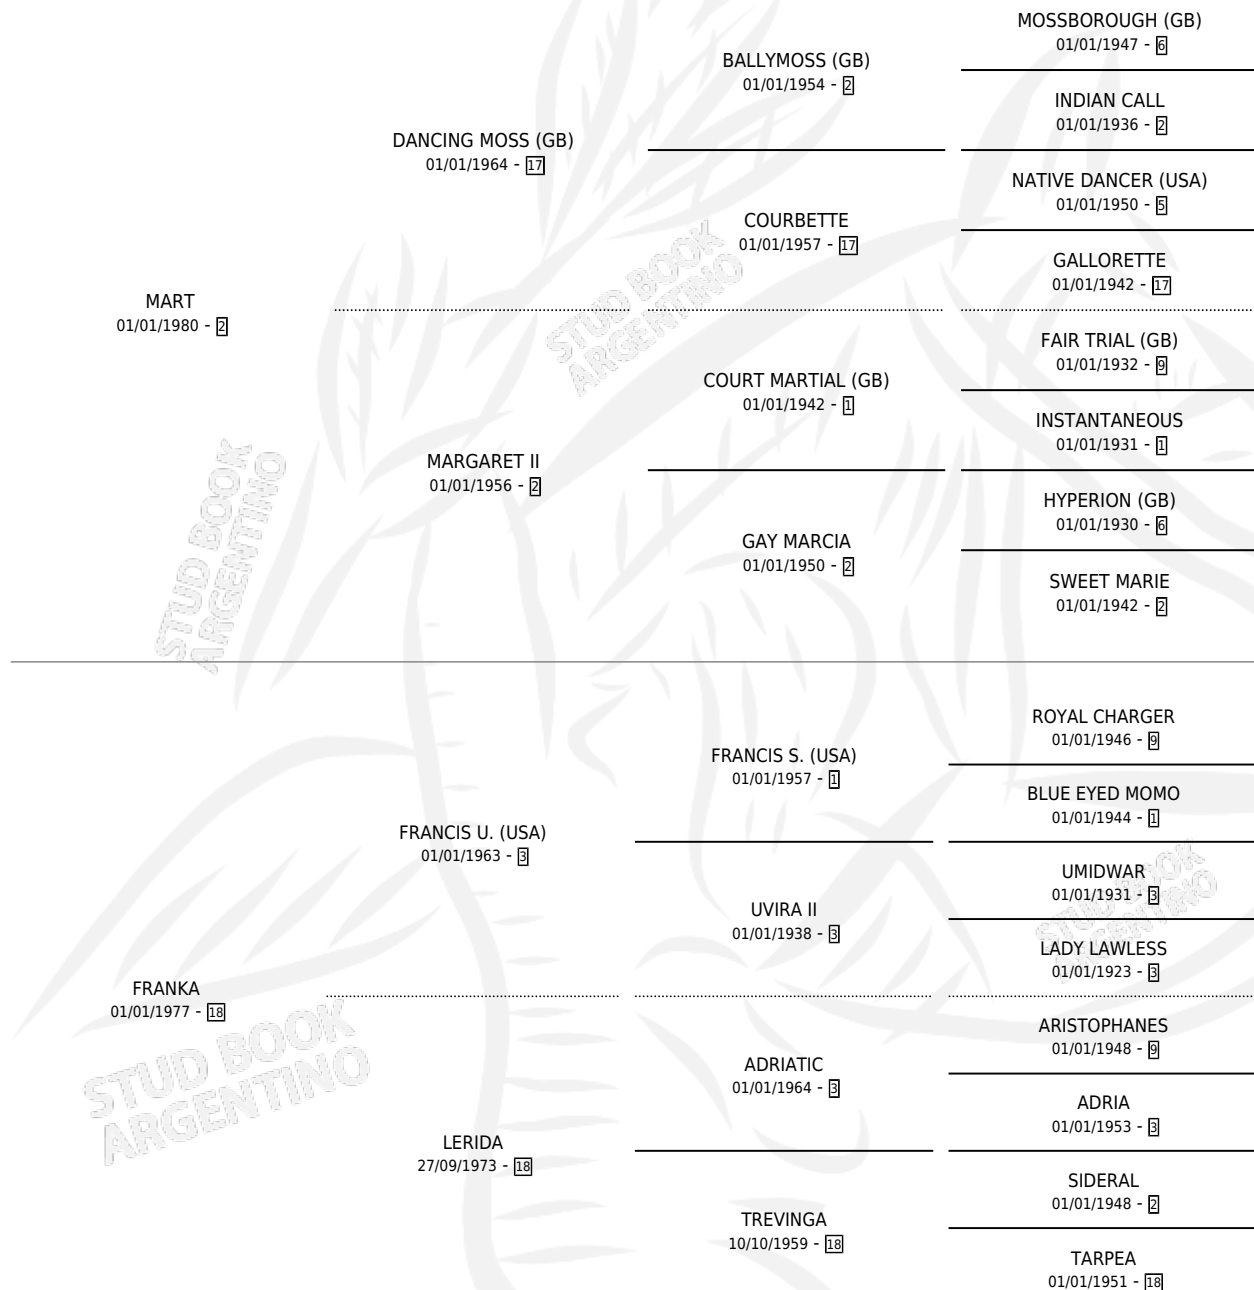 MOSSBOROUGH (GB)
01/01/1947 - 6
BALLYMOSS (GB)
01/01/1954 - 2
INDIAN CALL
01/01/1936 - 2
DANCING MOSS (GB)
01/01/1964 - 17
NATIVE DANCER (USA)
01/01/1950 - 5
COURBETTE
01/01/1957 - 17
GALLORETTE
01/01/1942 - 17
MART
01/01/1980 - 2
FAIR TRIAL (GB)
01/01/1932 - 9
COURT MARTIAL (GB)
01/01/1942 - 1
INSTANTANEOUS
01/01/1931 - 1
MARGARET II
01/01/1956 - 2
HYPERION (GB)
01/01/1930 - 6
GAY MARCIA
01/01/1950 - 2
SWEET MARIE
01/01/1942 - 2
STUD BOOK
ARGENTINO
STUD BOOK
ARGENTINO
ROYAL CHARGER
01/01/1946 - 9
FRANCIS S. (USA)
01/01/1957 - 1
BLUE EYED MOMO
01/01/1944 - 1
FRANCIS U. (USA)
01/01/1963 - 3
UMIDWAR
01/01/1931 - 3
UVIRA II
01/01/1938 - 3
LADY LAWLESS
01/01/1923 - 3
FRANKA
01/01/1977 - 18
ARISTOPHANES
01/01/1948 - 9
ADRIATIC
01/01/1964 - 3
ADRIA
01/01/1953 - 3
LERIDA
27/09/1973 - 18
SIDERAL
01/01/1948 - 2
TREVINGA
10/10/1959 - 18
TARPEA
01/01/1951 - 18
STUD BOOK
ARGENTINO
STUD BOOK
ARGENTINO